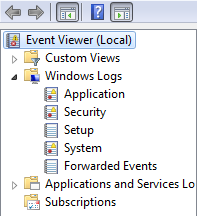 Event Viewer (Local)
Custom Views
Windows Logs
Application
Security
Setup
System
Forwarded Events
Applications and Services Lo
Subscriptions